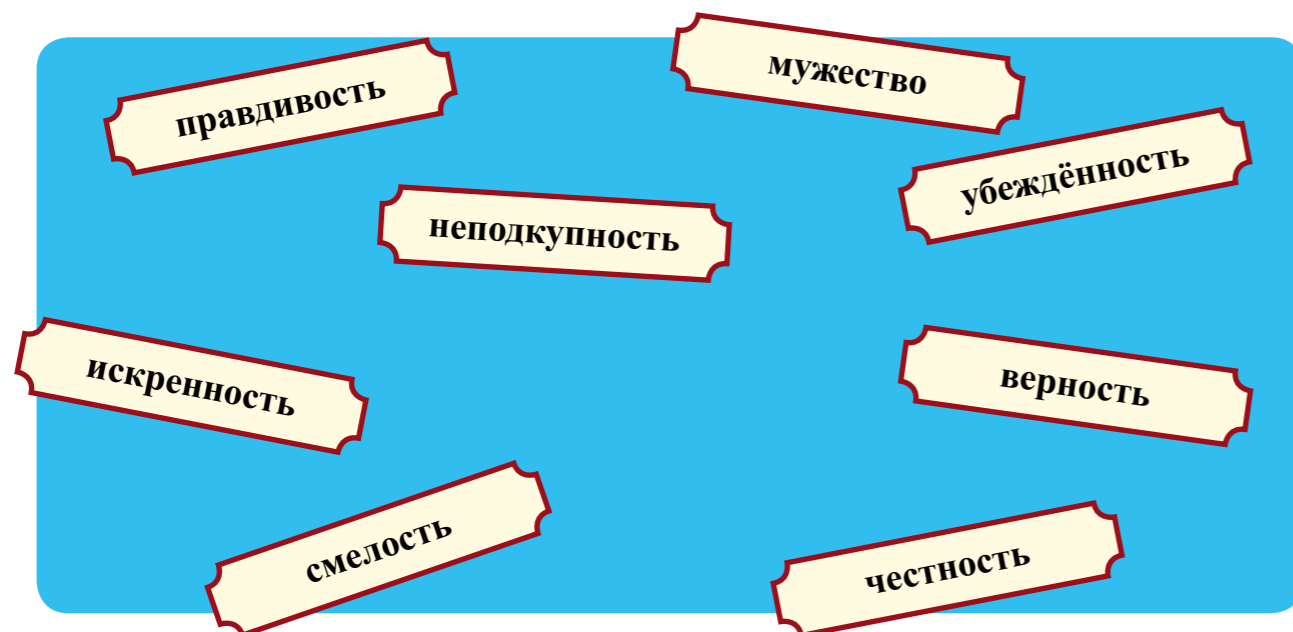 правдивость
мужество
убеждённость
неподкупность
искренность
верность
смелость
честность